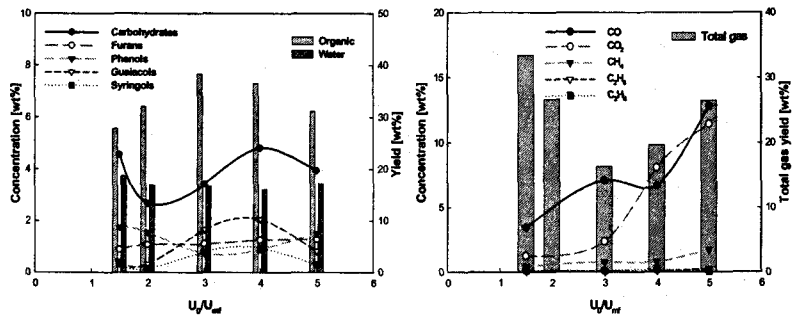 10
8
6
4
2
0
Concentration [wt%]
Carbohydrates
Furans
Phenols
Guaiacols
Syringols
Organic
Water
50
40
30
20
10
0
Yield [wt%]
0 1 2 3 4 5 6
U₀/Uₘf
20
15
10
5
0
Concentration [wt%]
CO
CO₂
CH₄
Total gas
40
30
20
10
0
Total gas yield [wt%]
0 1 2 3 4 5 6
U₀/Uₘf